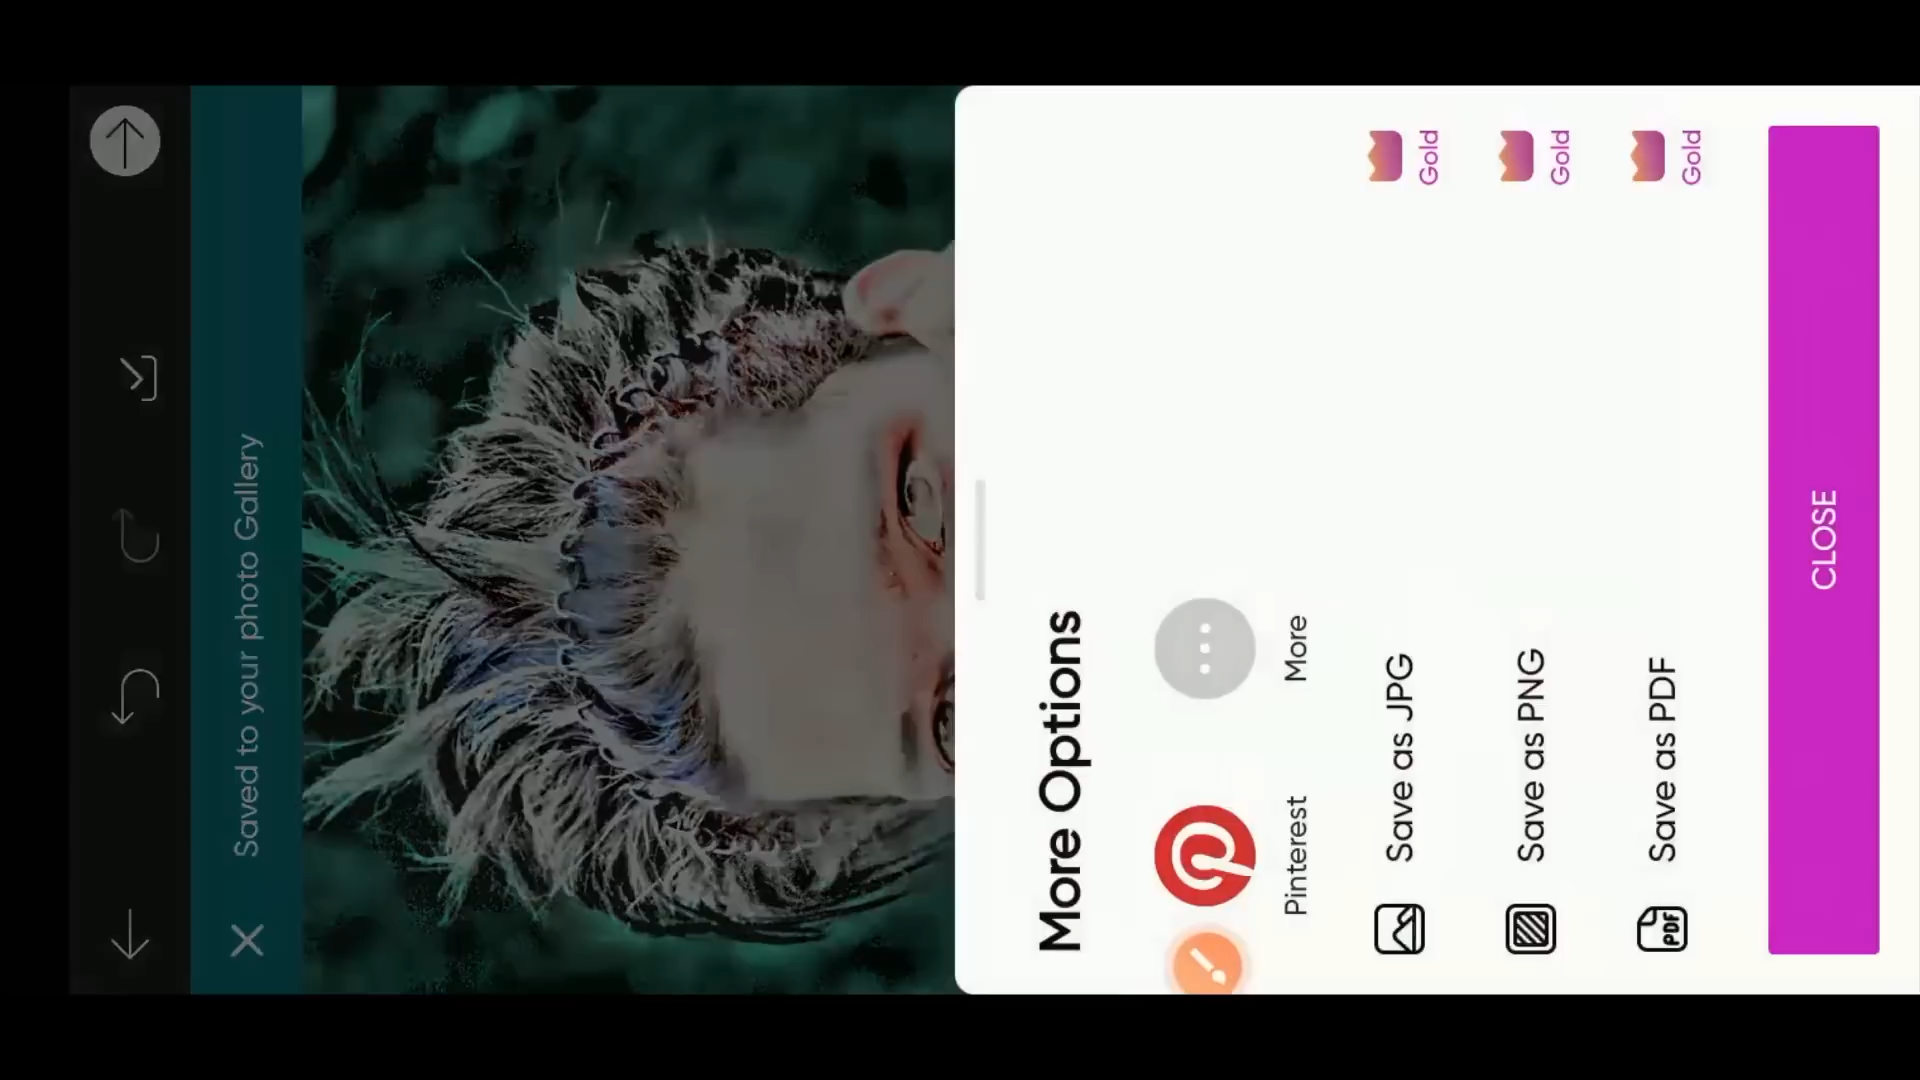 Saved to your photo Gallery
More Options
Pinterest
More
Save as JPG
Gold
Save as PNG
Gold
PDF
Save as PDF
Gold
CLOSE